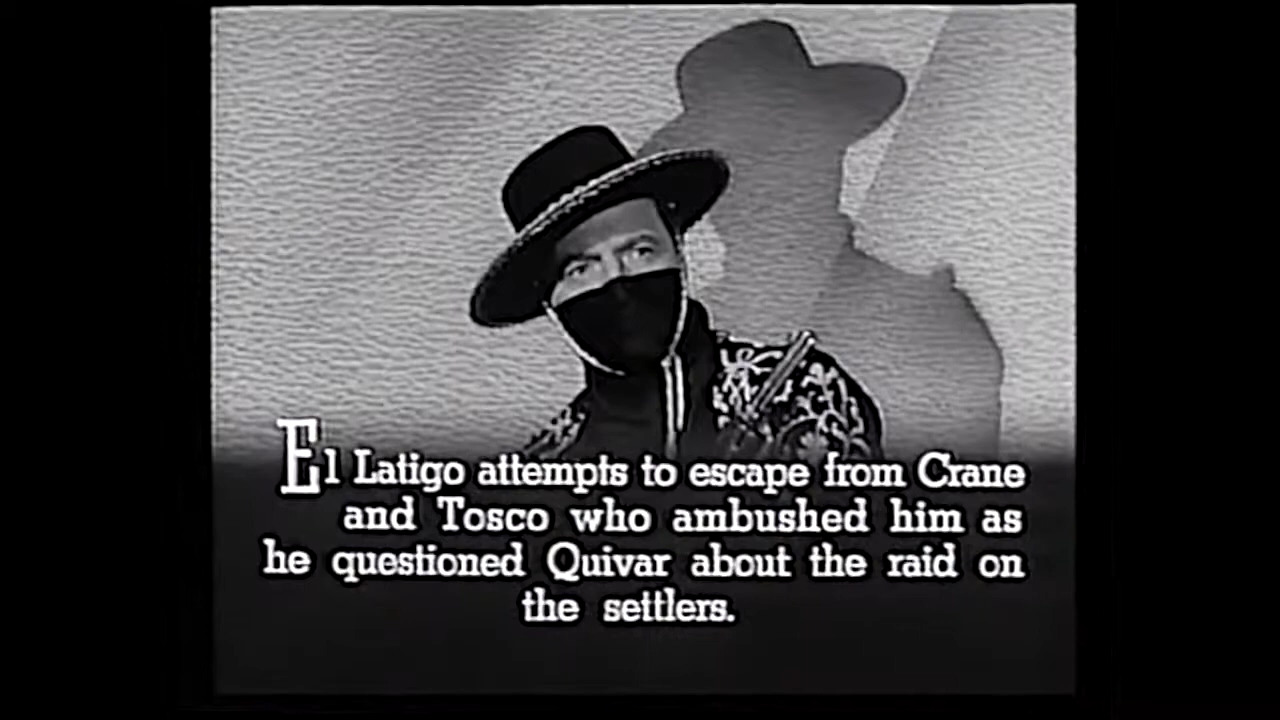 El Latigo attempts to escape from Crane
and Tosco who ambushed him as
he questioned Quivar about the raid on
the settlers.